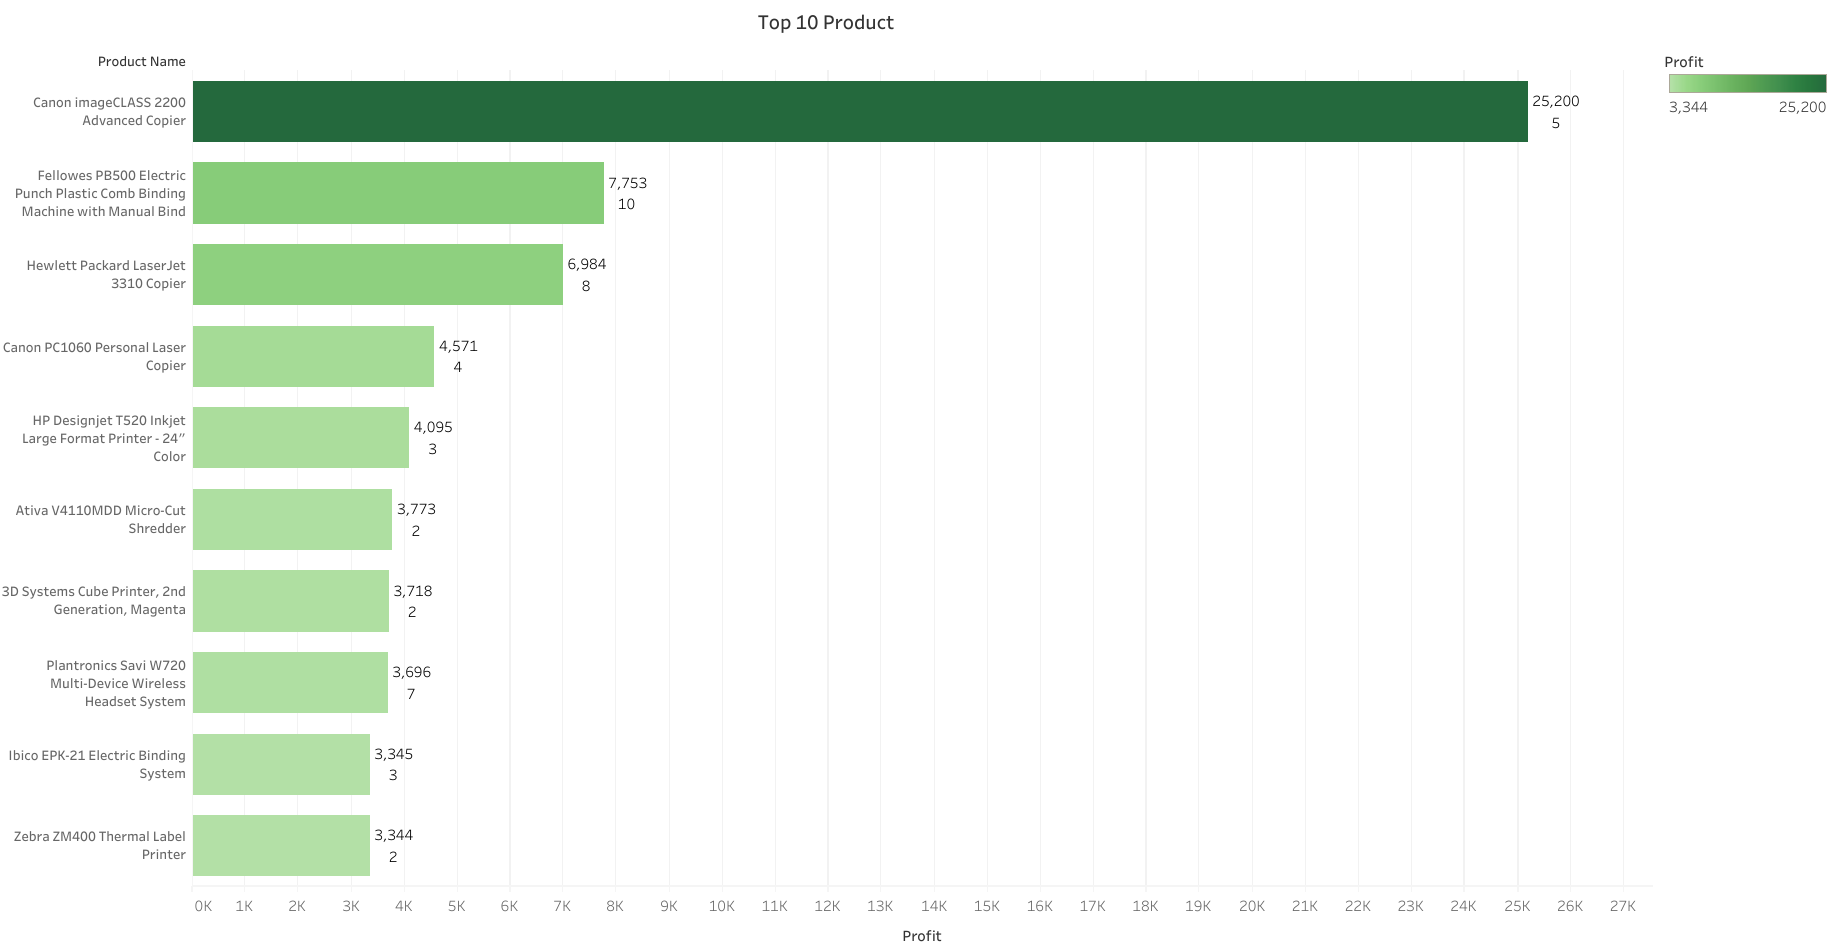 Top 10 Product
Product Name
Canon imageCLASS 2200
Advanced Copier
25,200
5
Fellowes PB500 Electric
Punch Plastic Comb Binding
Machine with Manual Bind
7,753
10
Hewlett Packard LaserJet
3310 Copier
6,984
8
Canon PC1060 Personal Laser
Copier
4,571
4
HP Designjet T520 Inkjet
Large Format Printer - 24"
Color
4,095
3
Ativa V4110MDD Micro-Cut
Shredder
3,773
2
3D Systems Cube Printer, 2nd
Generation, Magenta
3,718
2
Plantronics Savi W720
Multi-Device Wireless
Headset System
3,696
7
Ibico EPK-21 Electric Binding
System
3,345
3
Zebra ZM400 Thermal Label
Printer
3,344
2
0K 1K 2K 3K 4K 5K 6K 7K 8K 9K 10K 11K 12K 13K 14K 15K 16K 17K 18K 19K 20K 21K 22K 23K 24K 25K 26K 27K
Profit
Profit
3,344 25,200